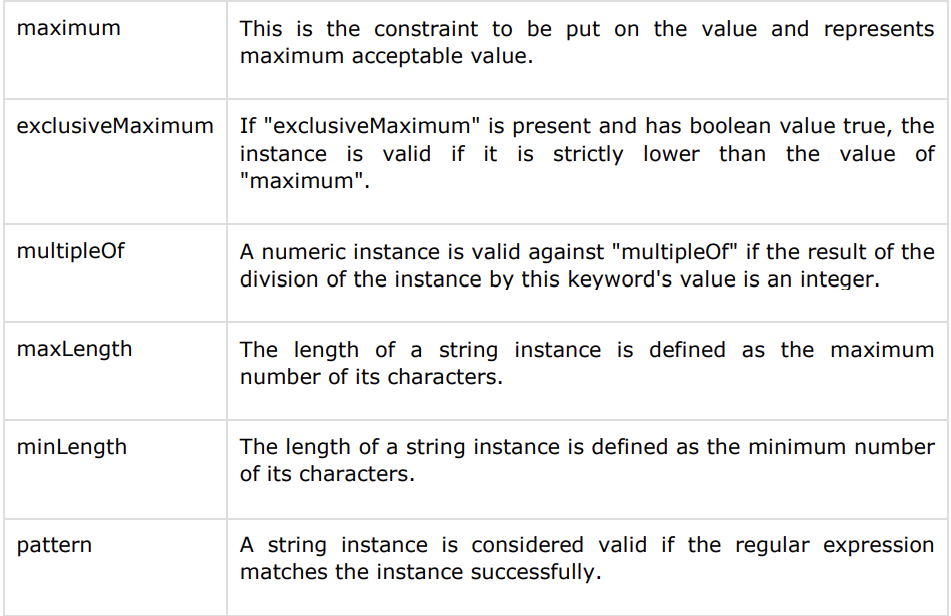 maximum
This is the constraint to be put on the value and represents
maximum acceptable value.
exclusiveMaximum
If "exclusiveMaximum" is present and has boolean value true, the
instance is valid if it is strictly lower than the value of
"maximum".
multipleOf
A numeric instance is valid against "multipleOf" if the result of the
division of the instance by this keyword's value is an integer.
maxLength
The length of a string instance is defined as the maximum
number of its characters.
minLength
The length of a string instance is defined as the minimum number
of its characters.
pattern
A string instance is considered valid if the regular expression
matches the instance successfully.